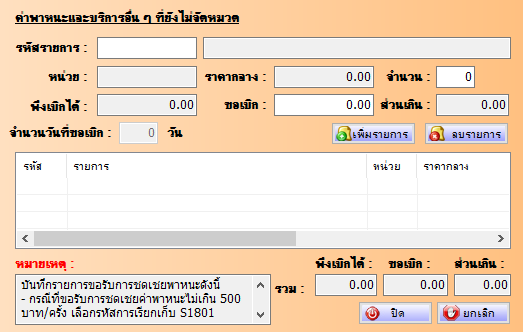 ค่าพาหนะและบริการอื่น ๆ ที่ยังไม่จัดหมวด
รหัสรายการ :
หน่วย : ราคากลาง : 0.00 จำนวน : 0
พึงเบิกได้ : 0.00 ขอเบิก : 0.00 ส่วนเกิน : 0.00
จำนวนวันที่ขอเบิก : 0 วัน เพิ่มรายการ ลบรายการ
รหัส รายการ หน่วย ราคากลาง
หมายเหตุ : พึงเบิกได้ : ขอเบิก : ส่วนเกิน :
บันทึกรายการขอรับการชดเชยพาหนะดังนี้ รวม : 0.00 0.00 0.00
- กรณีที่ขอรับการชดเชยค่าพาหนะไม่เกิน 500
บาท/ครั้ง เลือกรหัสการเรียกเก็บ S1801 ปิด ยกเลิก